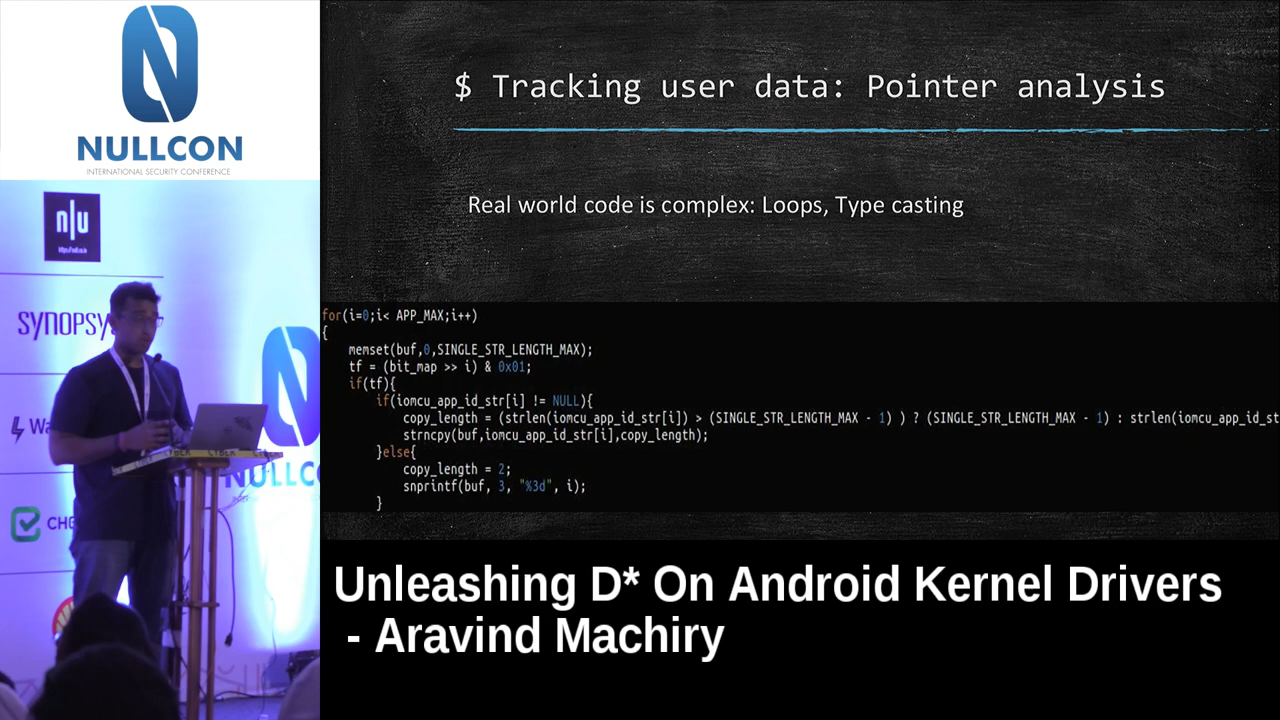 NULLCON
INTERNATIONAL SECURITY CONFERENCE
n|u
SYNOPSYS
NULLC
$ Tracking user data: Pointer analysis
Real world code is complex: Loops, Type casting
for(i=0;i< APP_MAX;i++)
{
memset(buf,0,SINGLE_STR_LENGTH_MAX);
tf = (bit_map >> i) & 0x01;
if(tf){
if(iomcu_app_id_str[i] != NULL){
copy_length = (strlen(iomcu_app_id_str[i]) > (SINGLE_STR_LENGTH_MAX - 1) ) ? (SINGLE_STR_LENGTH_MAX - 1) : strlen(iomcu_app_id_st
strncpy(buf,iomcu_app_id_str[i],copy_length);
}else{
copy_length = 2;
snprintf(buf, 3, "%3d", i);
}
Unleashing D* On Android Kernel Drivers
- Aravind Machiry